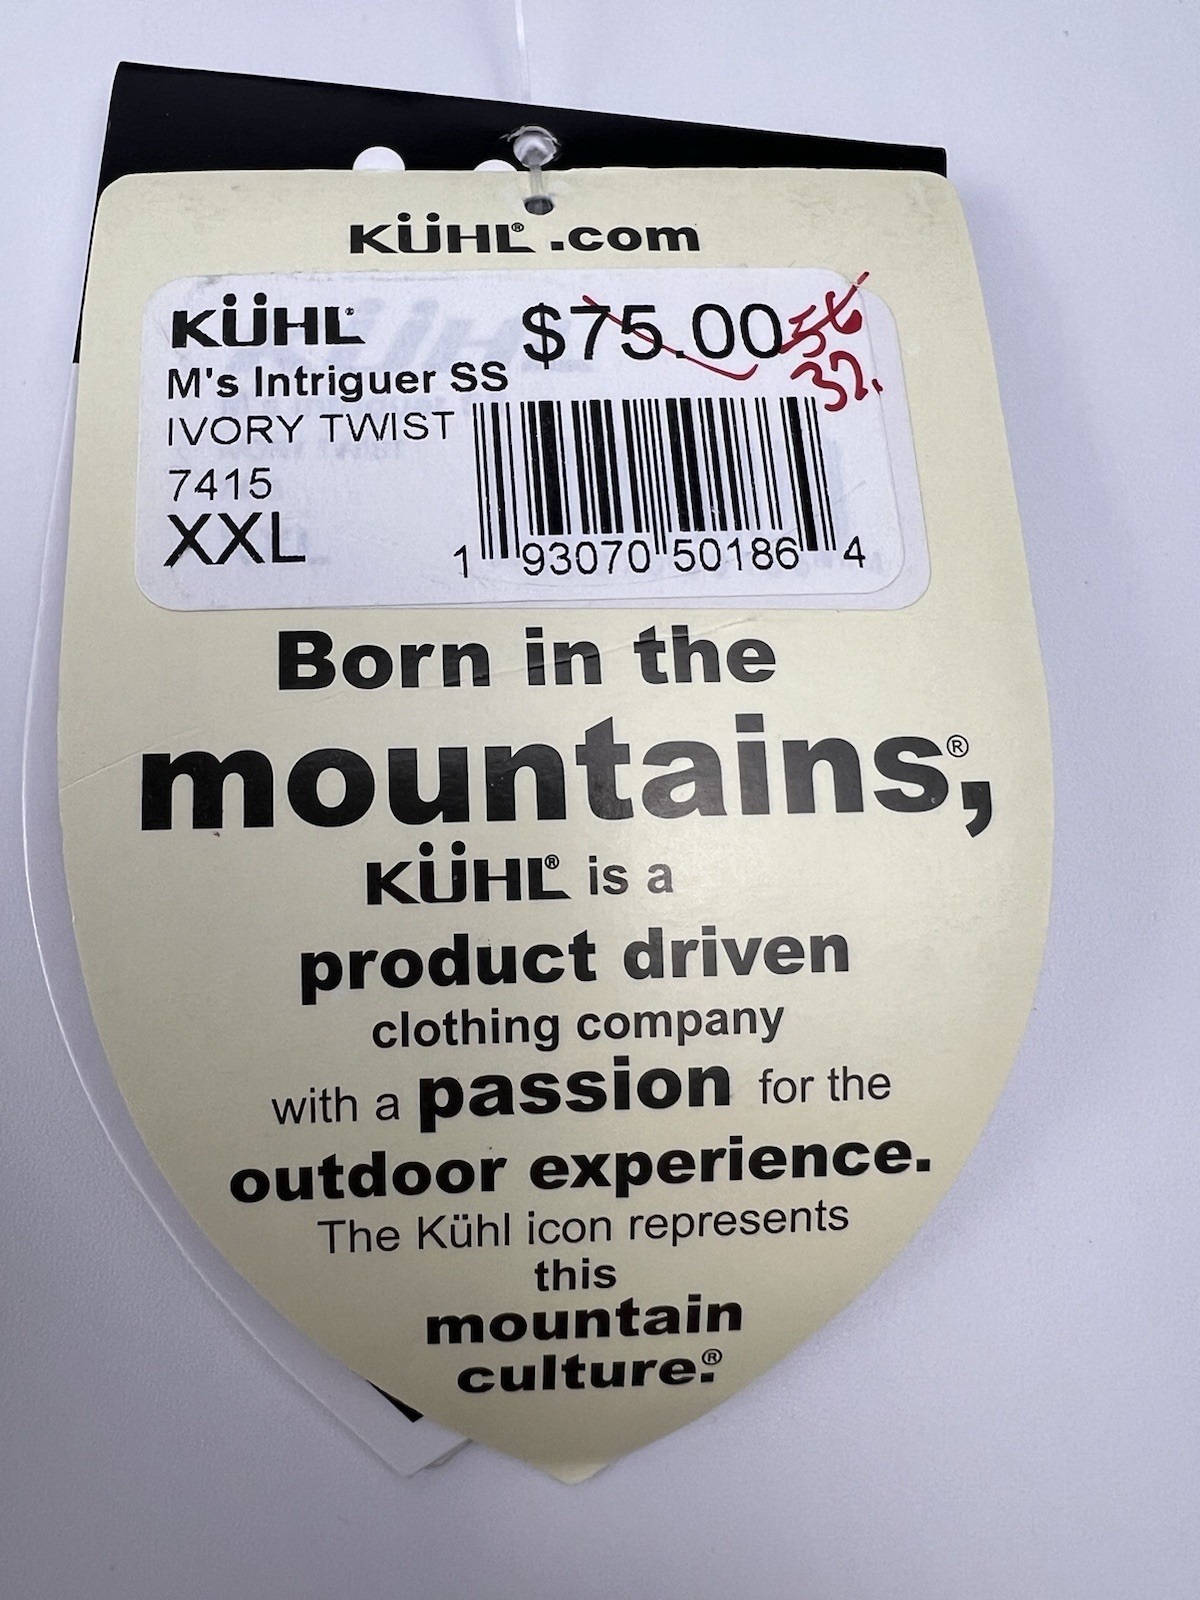 KÜHL® .com
KÜHL® $75.00 56
32.
M's Intriguer SS
IVORY TWIST
7415
XXL
1 93070 50186 4
Born in the
mountains®,
KÜHL® is a
product driven
clothing company
with a passion for the
outdoor experience.
The Kühl icon represents
this
mountain
culture.®